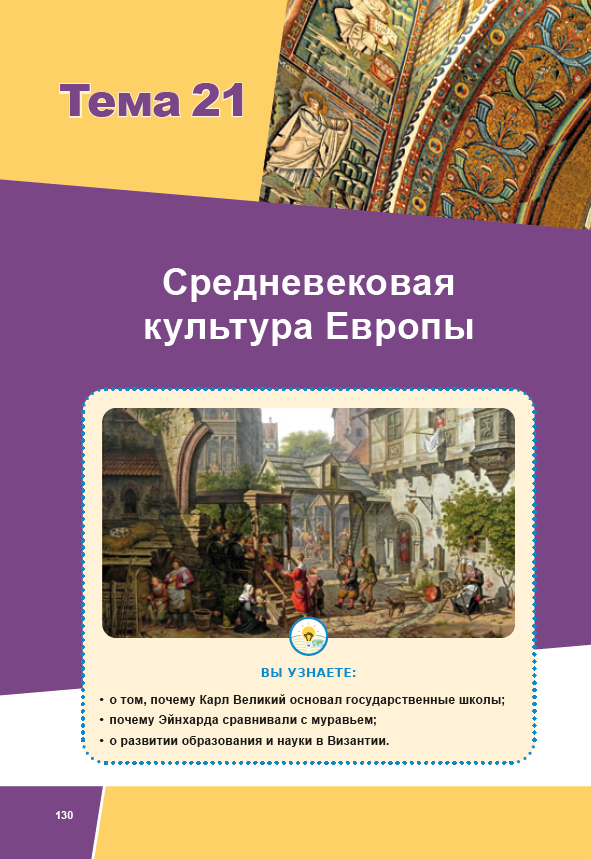 Тема 21
Средневековая
культура Европы
ВЫ УЗНАЕТЕ:
• о том, почему Карл Великий основал государственные школы;
• почему Эйнхарда сравнивали с муравьем;
• о развитии образования и науки в Византии.
130